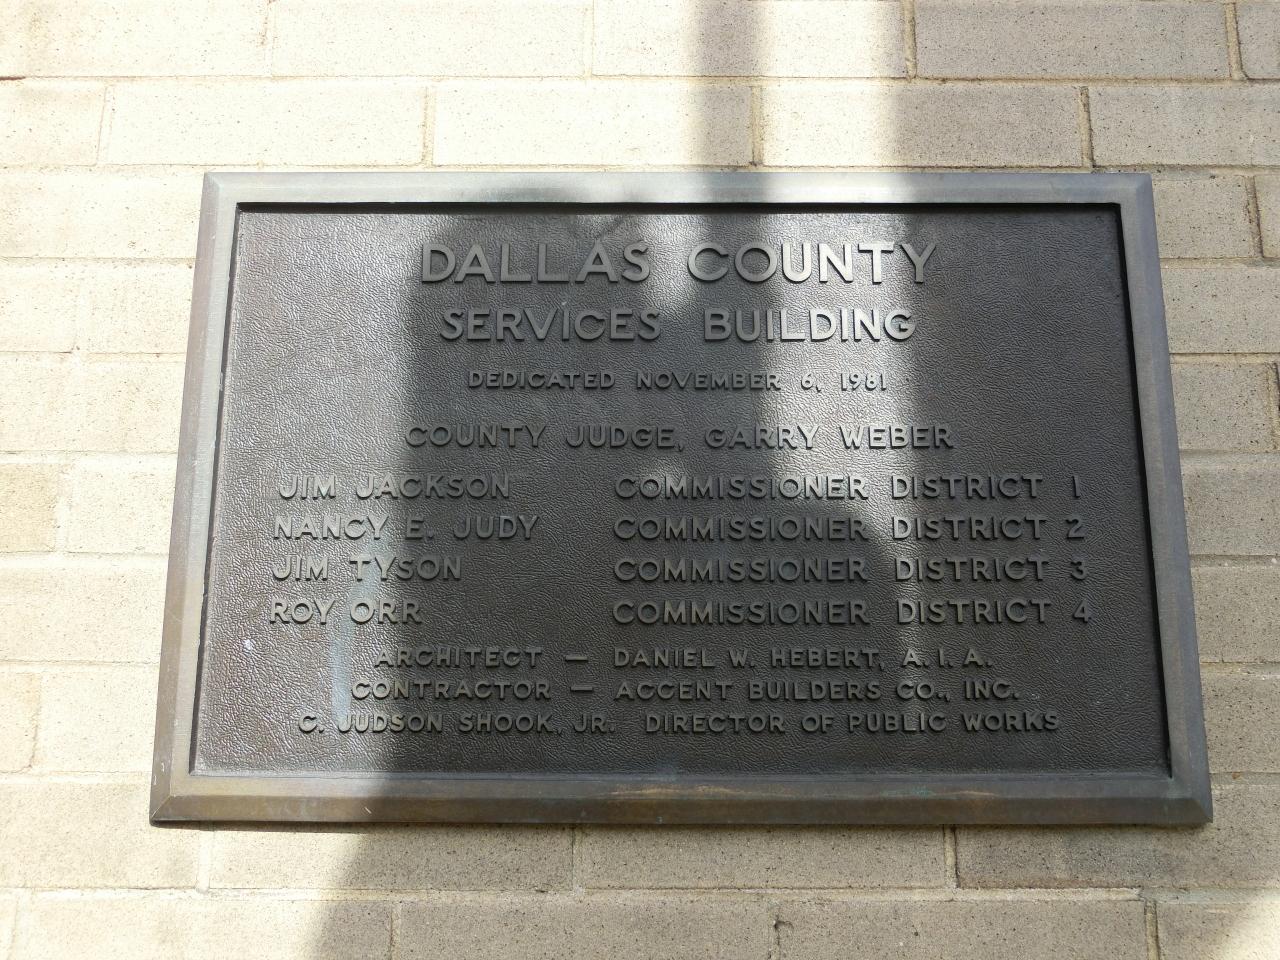 DALLAS COUNTY
SERVICES BUILDING
DEDICATED NOVEMBER 6, 1981
COUNTY JUDGE, GARRY WEBER
JIM JACKSON COMMISSIONER DISTRICT 1
NANCY E. JUDY COMMISSIONER DISTRICT 2
JIM TYSON COMMISSIONER DISTRICT 3
ROY ORR COMMISSIONER DISTRICT 4
ARCHITECT — DANIEL W. HEBERT, A.I.A.
CONTRACTOR — ACCENT BUILDERS CO., INC.
C. JUDSON SHOOK, JR. DIRECTOR OF PUBLIC WORKS